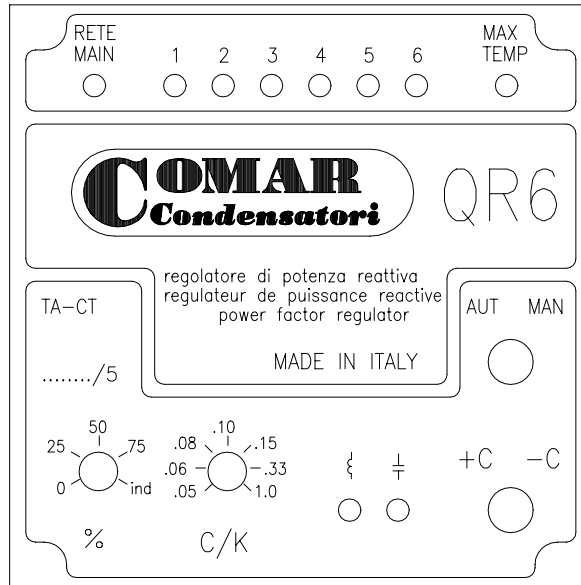 RETE MAIN
MAX TEMP
1 2 3 4 5 6
COMAR
Condensatori
QR6
regolatore di potenza reattiva
regulateur de puissance reactive
power factor regulator
MADE IN ITALY
TA-CT
......../5
AUT MAN
0 25 50 75 ind
%
.05 .06 .08 .10 .15 .33 1.0
C/K
+C -C